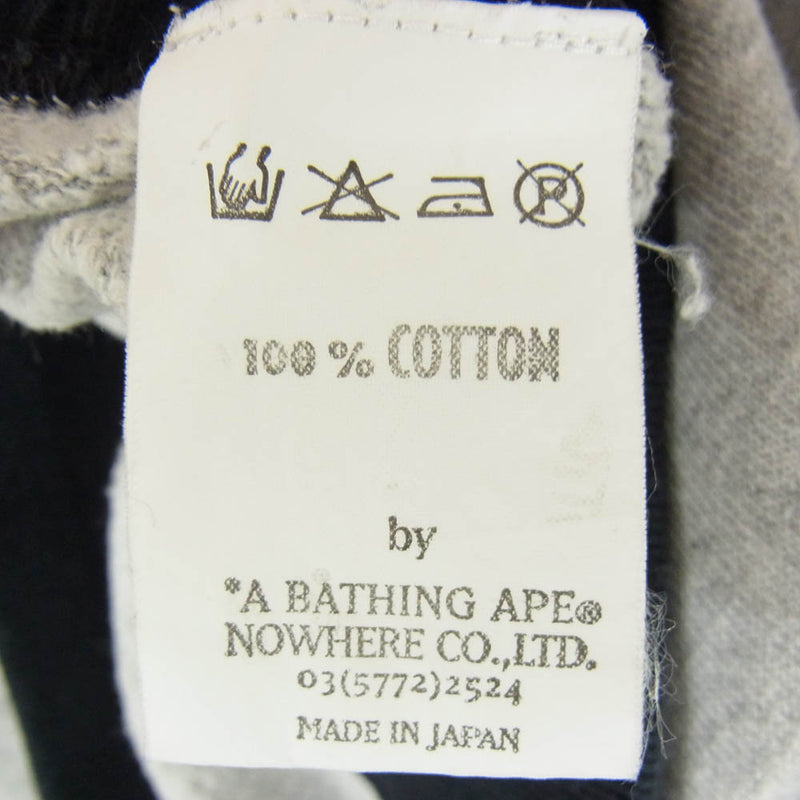 P
100% COTTON
by
*A BATHING APE®
NOWHERE CO.,LTD.
03(5772)2524
MADE IN JAPAN